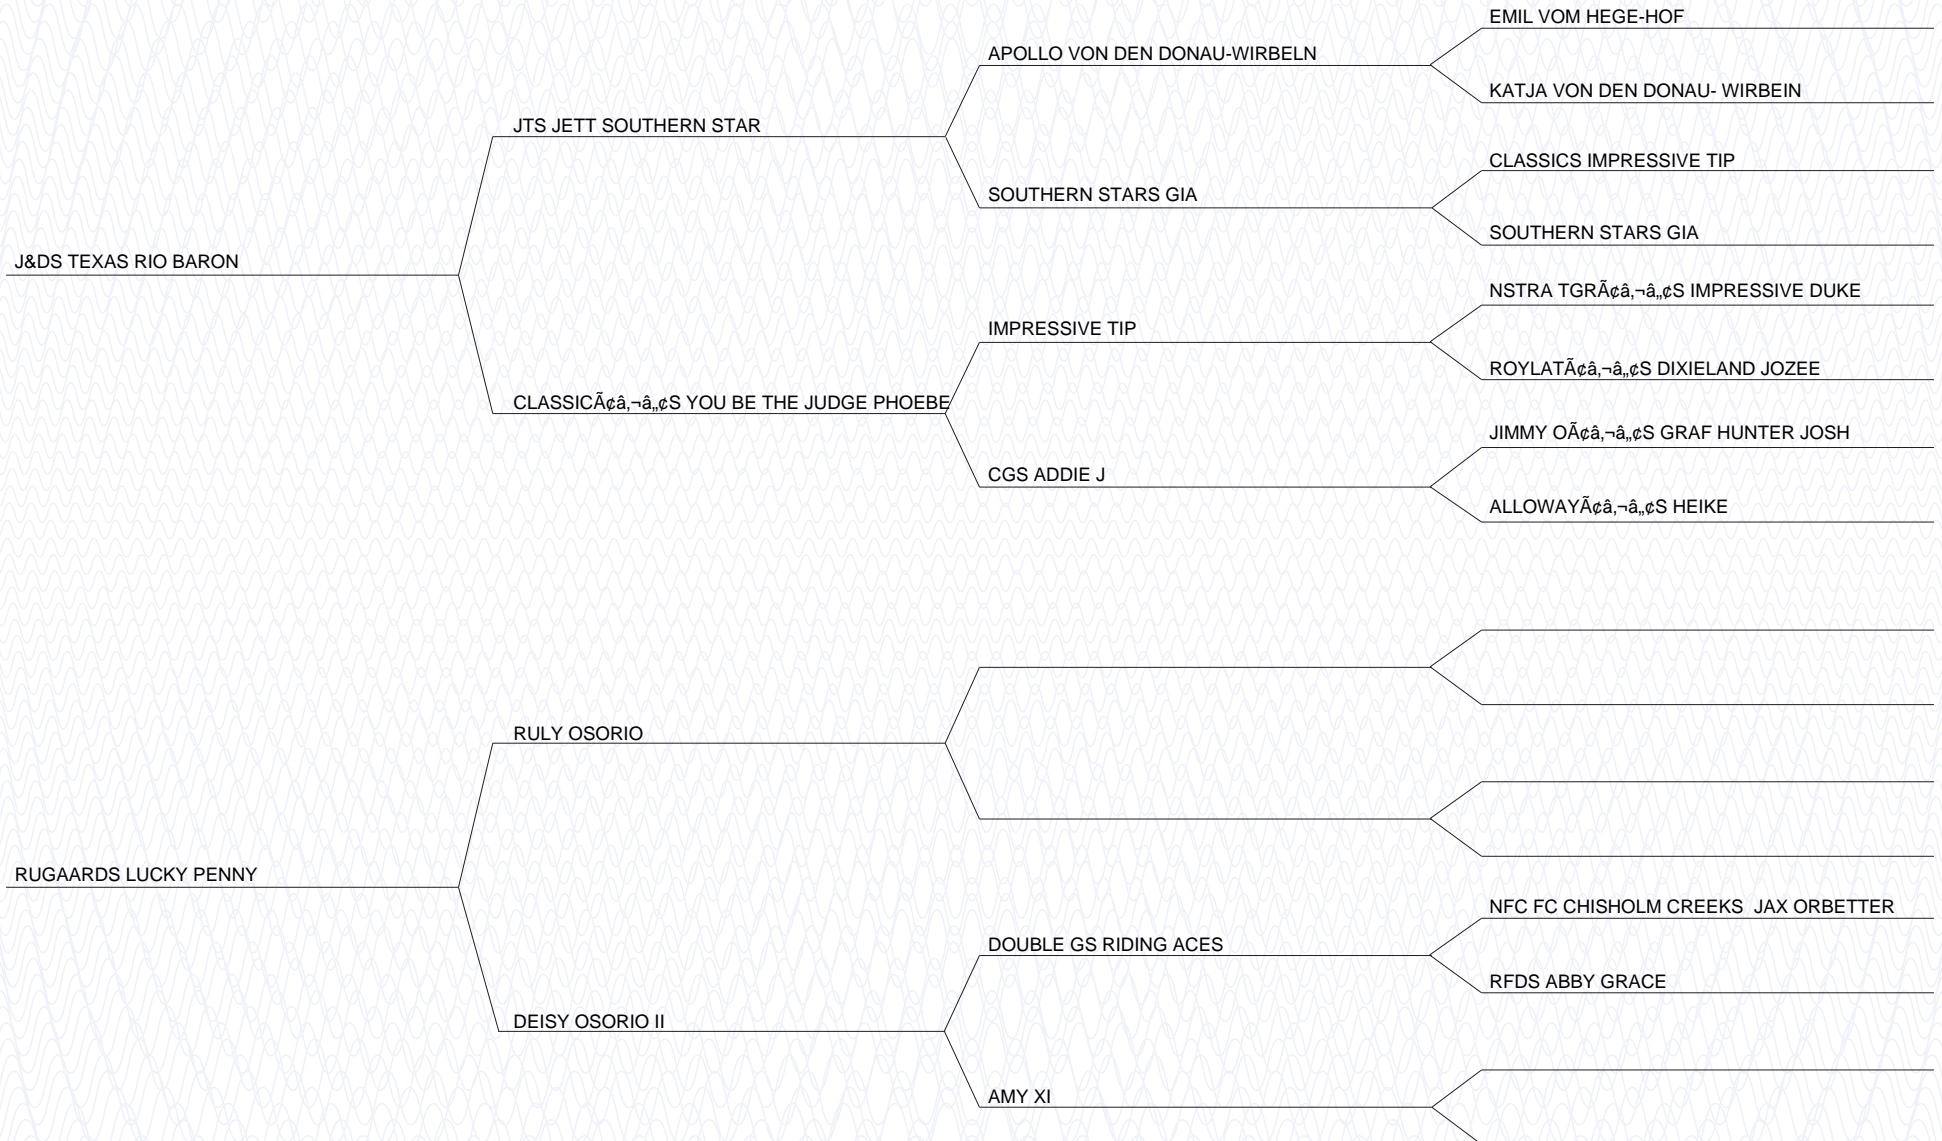 EMIL VOM HEGE-HOF
APOLLO VON DEN DONAU-WIRBELN
KATJA VON DEN DONAU- WIRBEIN
JTS JETT SOUTHERN STAR
CLASSICS IMPRESSIVE TIP
SOUTHERN STARS GIA
SOUTHERN STARS GIA
J&DS TEXAS RIO BARON
NSTRA TGRÃ¢â‚¬â„¢S IMPRESSIVE DUKE
IMPRESSIVE TIP
ROYLATÃ¢â‚¬â„¢S DIXIELAND JOZEE
CLASSICÃ¢â‚¬â„¢S YOU BE THE JUDGE PHOEBE
JIMMY OÃ¢â‚¬â„¢S GRAF HUNTER JOSH
CGS ADDIE J
ALLOWAYÃ¢â‚¬â„¢S HEIKE
RULY OSORIO
RUGAARDS LUCKY PENNY
NFC FC CHISHOLM CREEKS  JAX ORBETTER
DOUBLE GS RIDING ACES
RFDS ABBY GRACE
DEISY OSORIO II
AMY XI